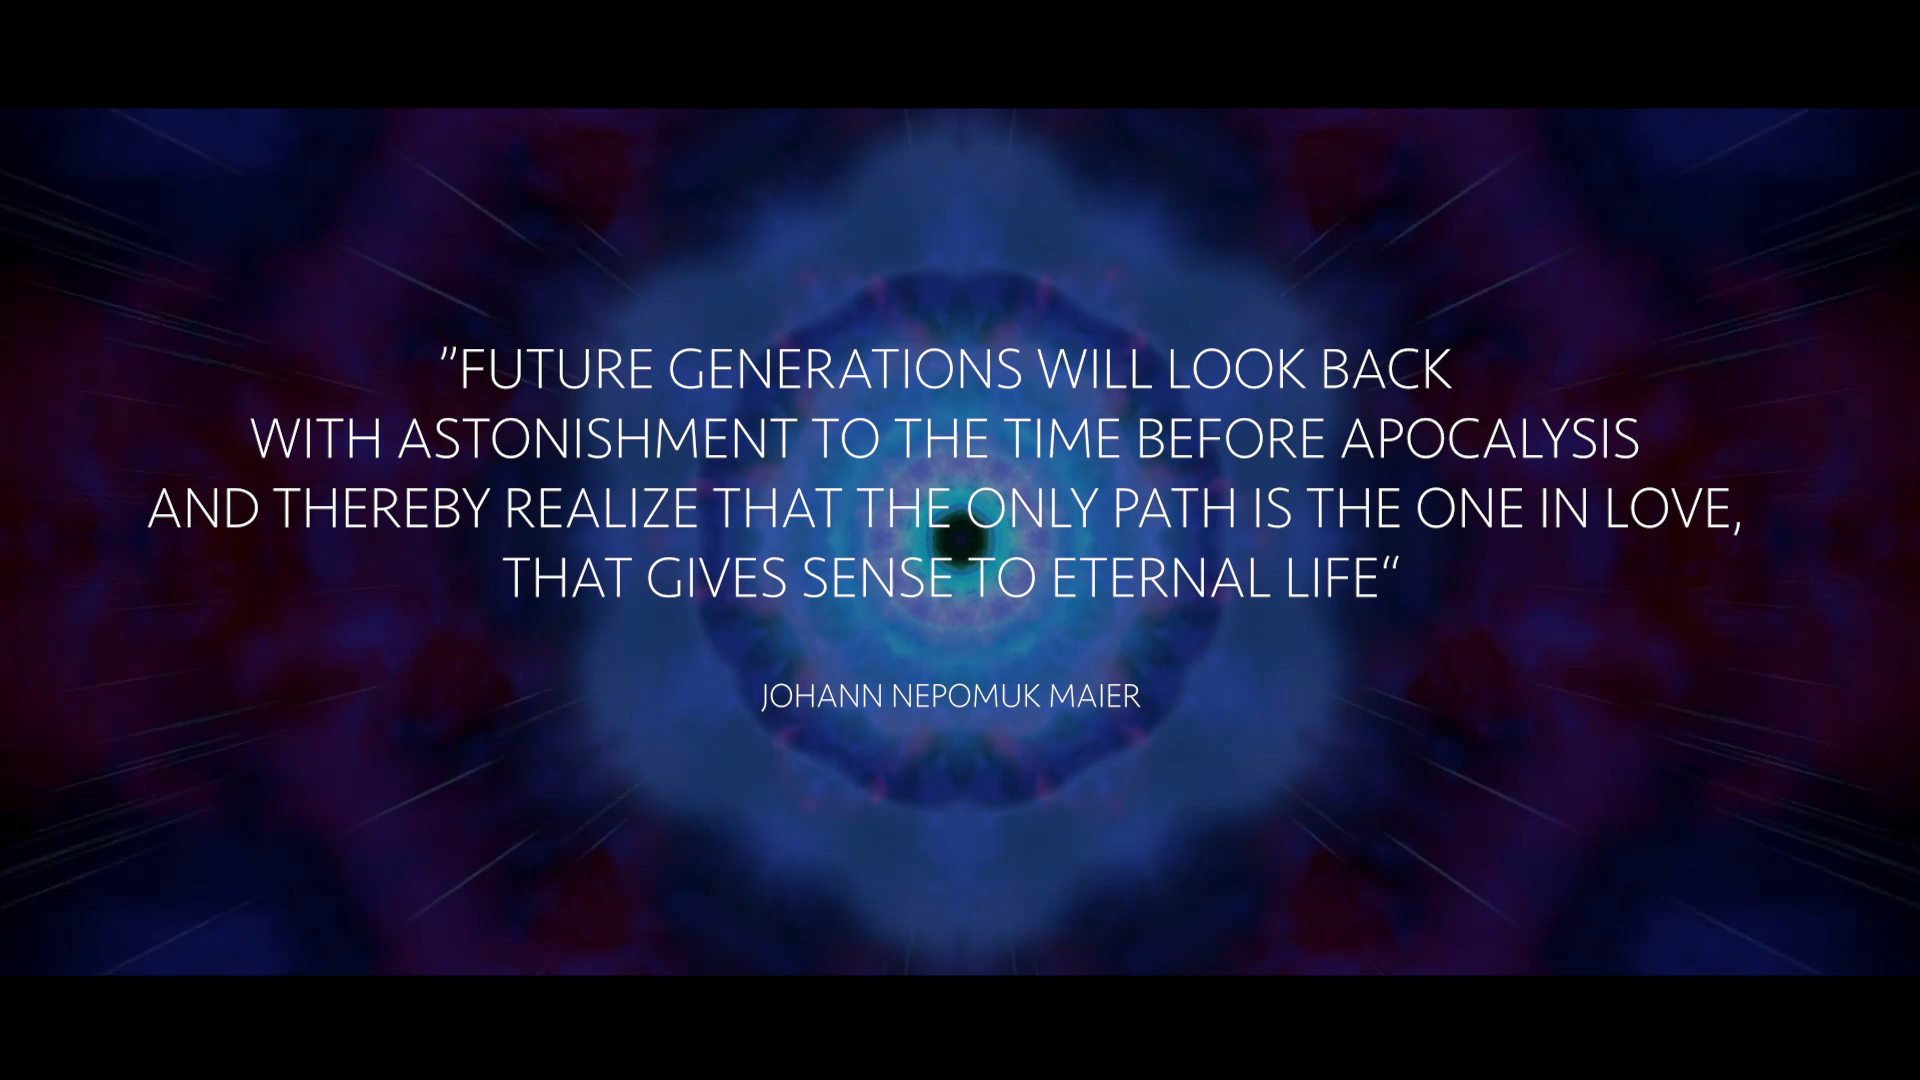 ”FUTURE GENERATIONS WILL LOOK BACK
WITH ASTONISHMENT TO THE TIME BEFORE APOCALYSIS
AND THEREBY REALIZE THAT THE ONLY PATH IS THE ONE IN LOVE,
THAT GIVES SENSE TO ETERNAL LIFE“
JOHANN NEPOMUK MAIER